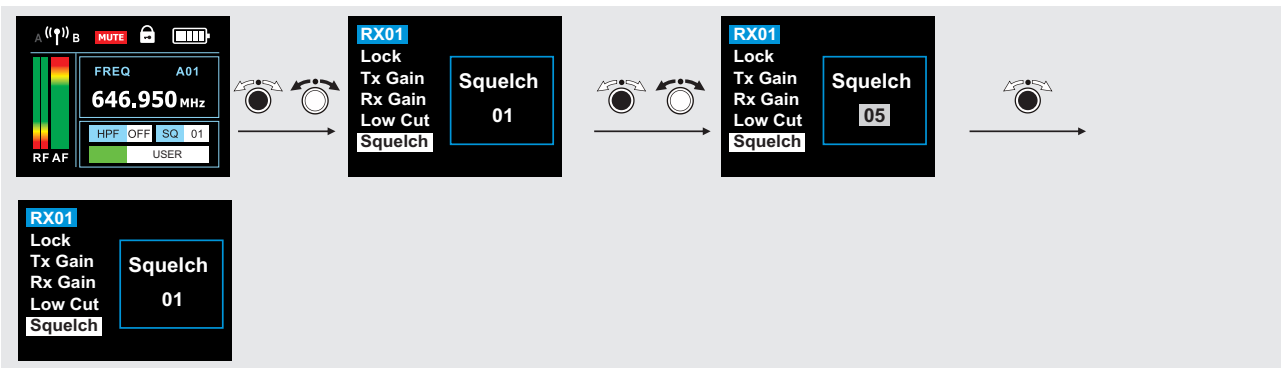 A B MUTE
FREQ A01
646.950 MHz
HPF OFF SQ 01
USER
RF AF
RX01
Lock
Tx Gain
Rx Gain
Low Cut
Squelch
Squelch
01
RX01
Lock
Tx Gain
Rx Gain
Low Cut
Squelch
Squelch
05
RX01
Lock
Tx Gain
Rx Gain
Low Cut
Squelch
Squelch
01